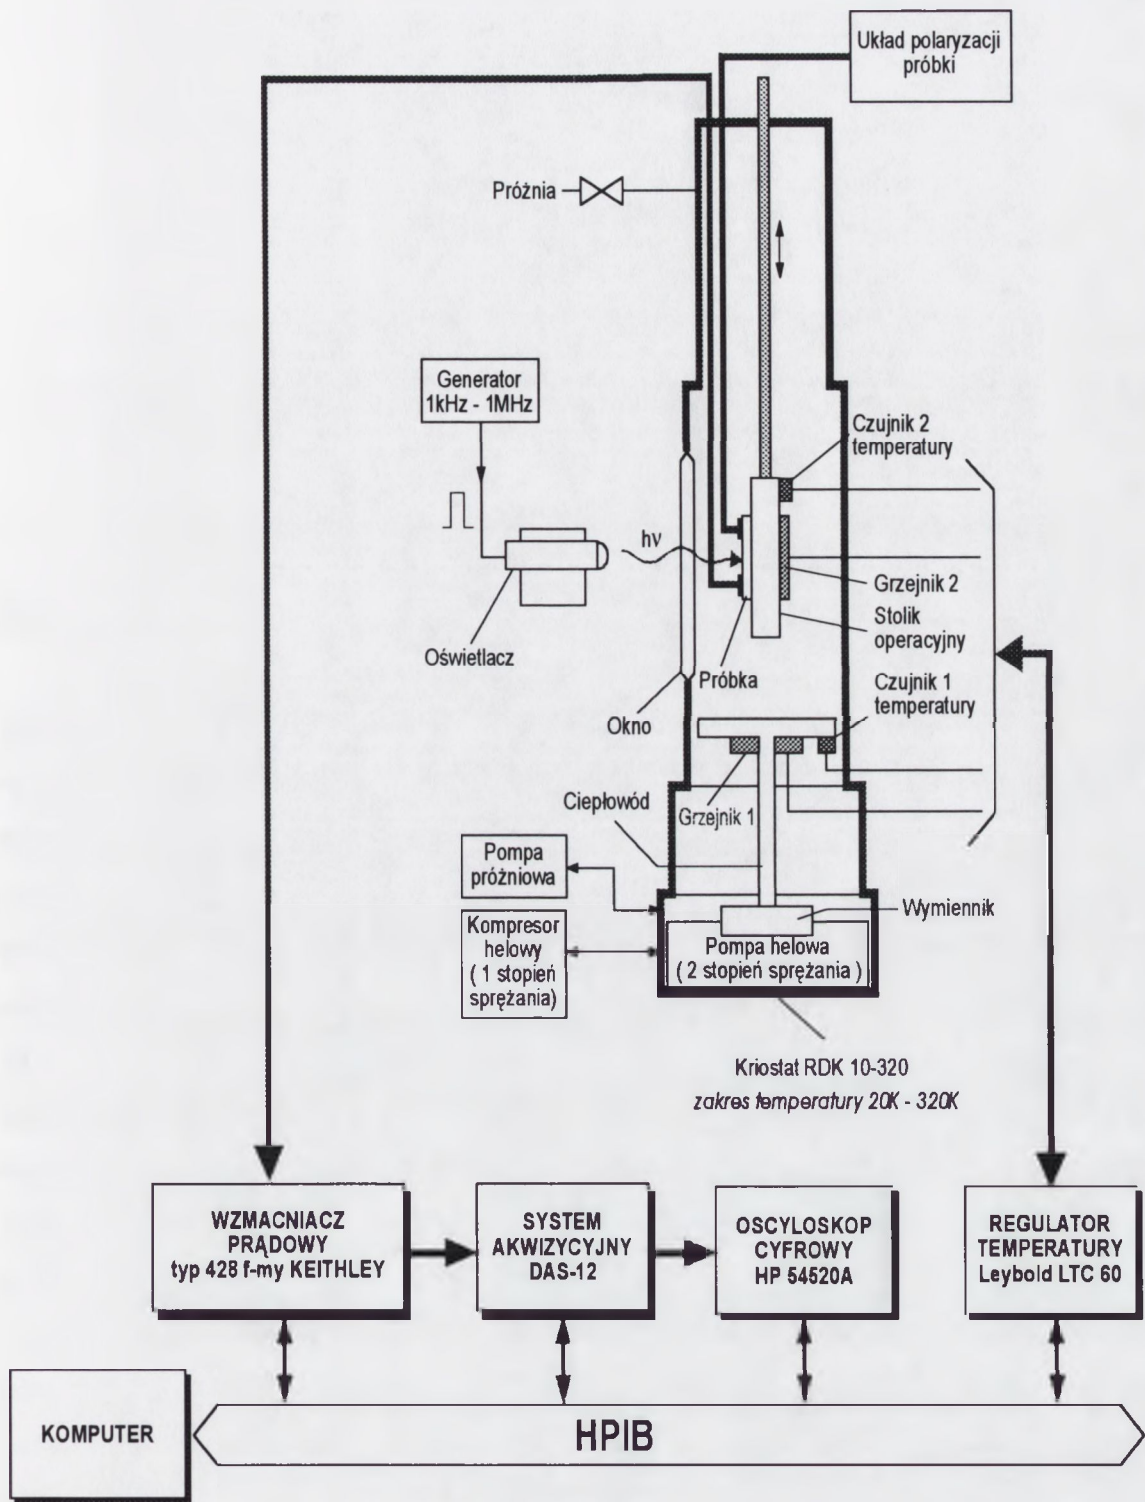 Układ polaryzacji
próbki
Próżnia
Generator
1kHz - 1MHz
Czujnik 2
temperatury
hν
Grzejnik 2
Stolik
operacyjny
Oświetlacz
Próbka
Czujnik 1
temperatury
Okno
Ciepłowód
Grzejnik 1
Pompa
próżniowa
Wymiennik
Kompresor
helowy
( 1 stopień
sprężania)
Pompa helowa
( 2 stopień sprężania )
Kriostat RDK 10-320
zakres temperatury 20K - 320K
WZMACNIACZ
PRĄDOWY
typ 428 f-my KEITHLEY
SYSTEM
AKWIZYCYJNY
DAS-12
OSCYLOSKOP
CYFROWY
HP 54520A
REGULATOR
TEMPERATURY
Leybold LTC 60
KOMPUTER
HPIB